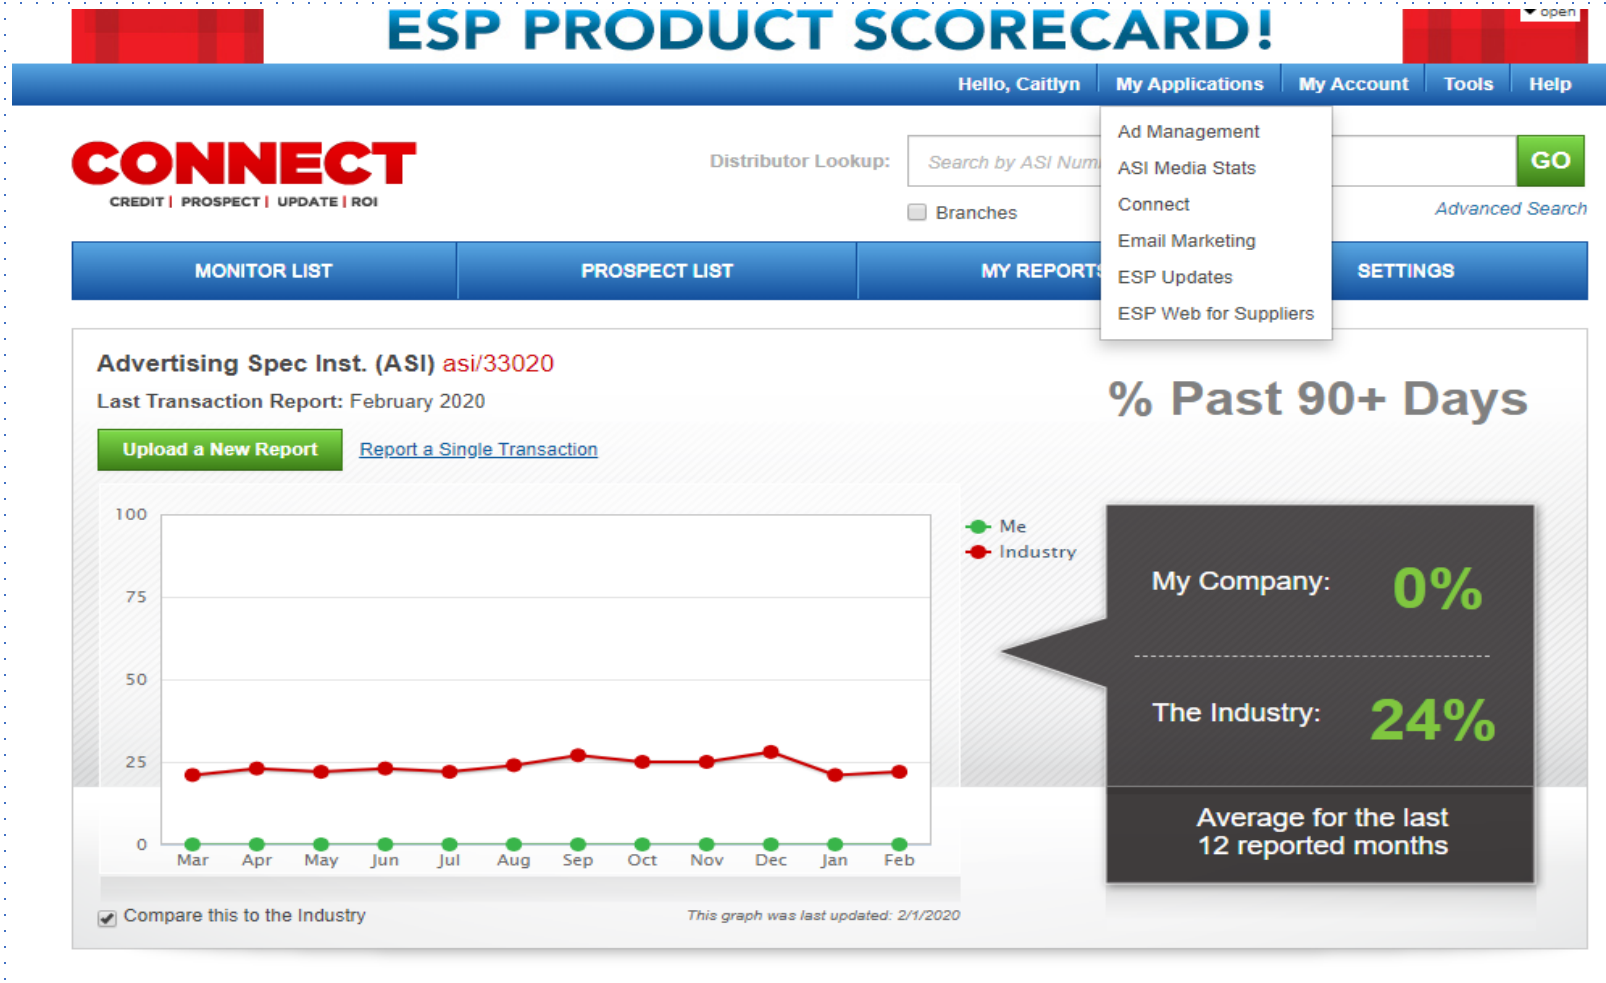 ESP PRODUCT SCORECARD!
open
Hello, Caitlyn
My Applications
My Account
Tools
Help
Ad Management
ASI Media Stats
Connect
Email Marketing
ESP Updates
ESP Web for Suppliers
CONNECT
CREDIT | PROSPECT | UPDATE | ROI
Distributor Lookup:
Search by ASI
GO
Branches
Advanced Search
MONITOR LIST
PROSPECT LIST
MY REPORTS
SETTINGS
Advertising Spec Inst. (ASI) asi/33020
Last Transaction Report: February 2020
Upload a New Report
Report a Single Transaction
% Past 90+ Days
100
75
50
25
0
Mar Apr May Jun Jul Aug Sep Oct Nov Dec Jan Feb
Me
Industry
My Company: 0%
The Industry: 24%
Average for the last
12 reported months
Compare this to the Industry
This graph was last updated: 2/1/2020